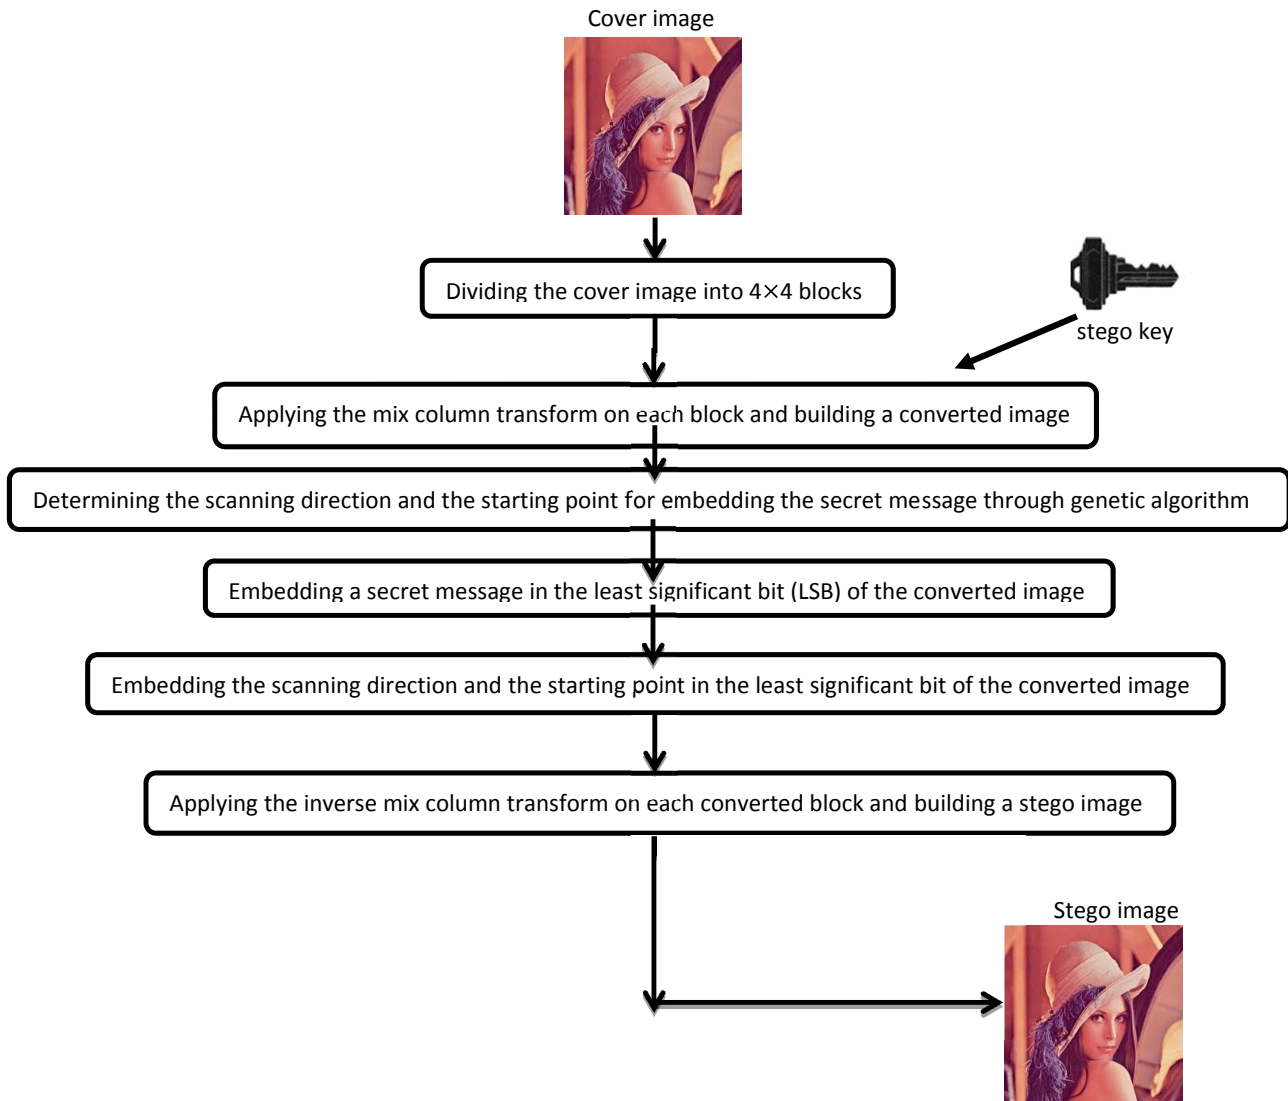 Cover image
Dividing the cover image into 4×4 blocks
stego key
Applying the mix column transform on each block and building a converted image
Determining the scanning direction and the starting point for embedding the secret message through genetic algorithm
Embedding a secret message in the least significant bit (LSB) of the converted image
Embedding the scanning direction and the starting point in the least significant bit of the converted image
Applying the inverse mix column transform on each converted block and building a stego image
Stego image